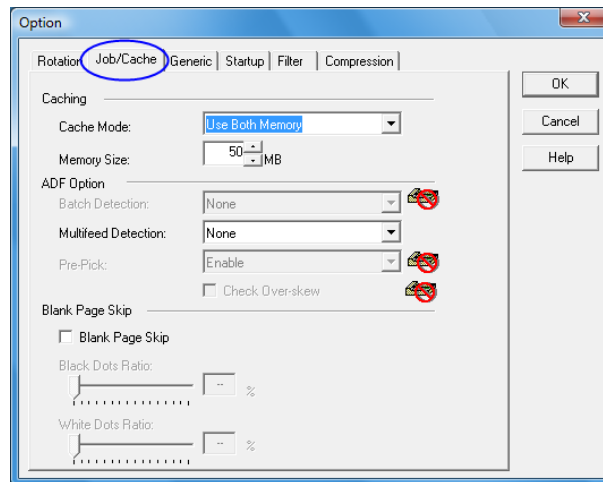 Option
Rotation Job/Cache Generic Startup Filter Compression
OK
Cancel
Help
Caching
Cache Mode: Use Both Memory
Memory Size: 50 MB
ADF Option
Batch Detection: None
Multifeed Detection: None
Pre-Pick: Enable
Check Over-skew
Blank Page Skip
Blank Page Skip
Black Dots Ratio:
-- %
White Dots Ratio:
-- %